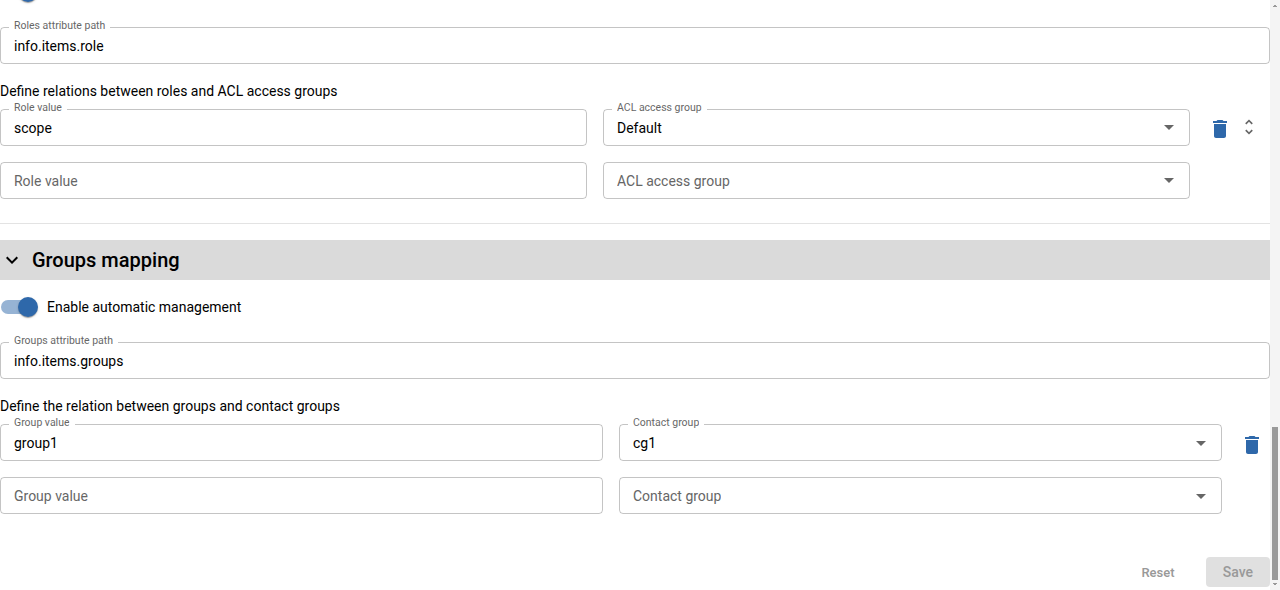 Roles attribute path
info.items.role
Define relations between roles and ACL access groups
Role value
ACL access group
scope
Default
Role value
ACL access group
Groups mapping
Enable automatic management
Groups attribute path
info.items.groups
Define the relation between groups and contact groups
Group value
Contact group
group1
cg1
Group value
Contact group
Reset
Save